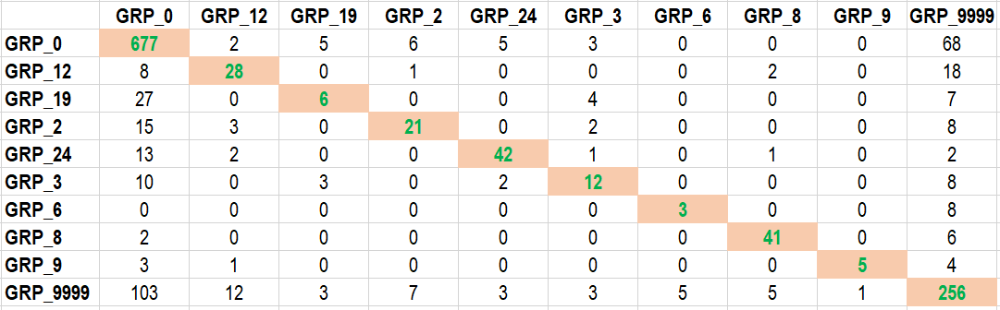 GRP_0 GRP_12 GRP_19 GRP_2 GRP_24 GRP_3 GRP_6 GRP_8 GRP_9 GRP_9999
GRP_0 677 2 5 6 5 3 0 0 0 68
GRP_12 8 28 0 1 0 0 0 2 0 18
GRP_19 27 0 6 0 0 4 0 0 0 7
GRP_2 15 3 0 21 0 2 0 0 0 8
GRP_24 13 2 0 0 42 1 0 1 0 2
GRP_3 10 0 3 0 2 12 0 0 0 8
GRP_6 0 0 0 0 0 0 3 0 0 8
GRP_8 2 0 0 0 0 0 0 41 0 6
GRP_9 3 1 0 0 0 0 0 0 5 4
GRP_9999 103 12 3 7 3 3 5 5 1 256